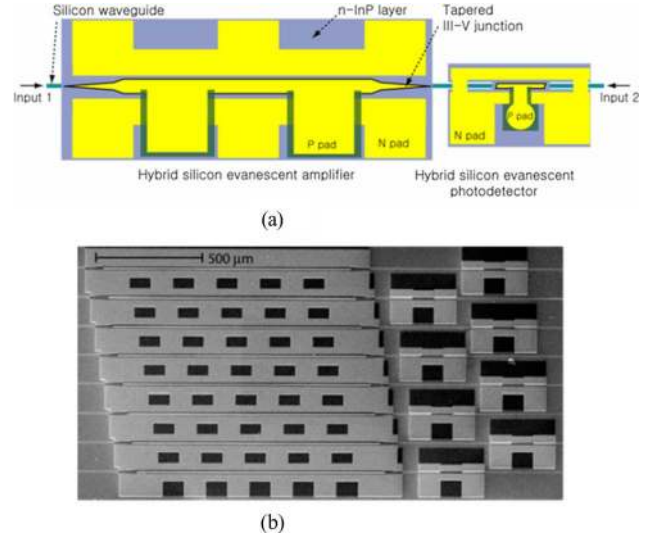 Silicon waveguide
n-InP layer
Tapered
III-V junction
Input 1
Input 2
P pad
N pad
N pad
P pad
Hybrid silicon evanescent amplifier
Hybrid silicon evanescent
photodetector
(a)
500 μm
(b)